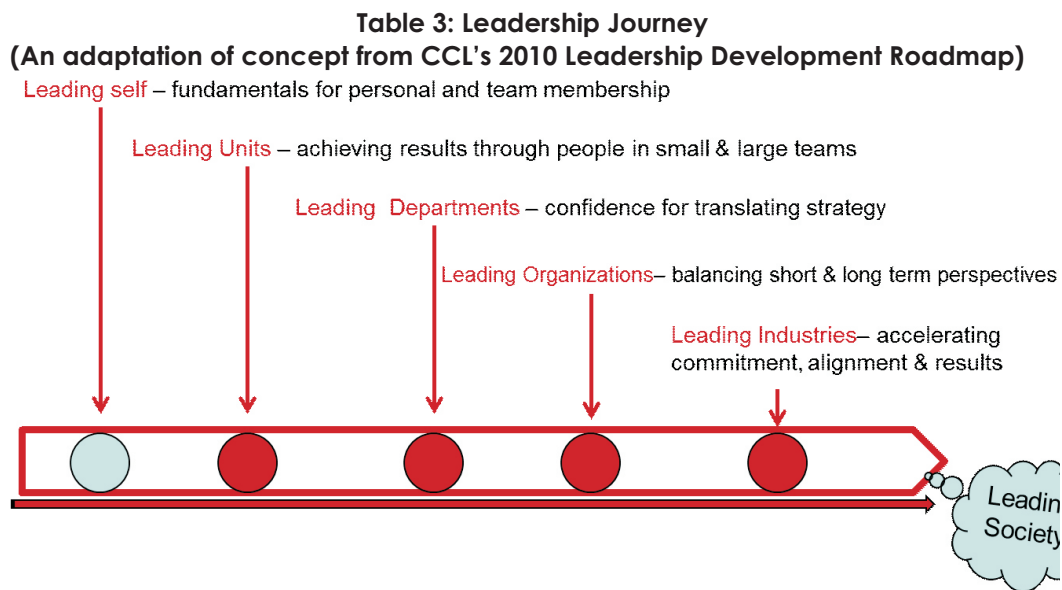 Table 3: Leadership Journey
(An adaptation of concept from CCL's 2010 Leadership Development Roadmap)
Leading self – fundamentals for personal and team membership
Leading Units – achieving results through people in small & large teams
Leading Departments – confidence for translating strategy
Leading Organizations– balancing short & long term perspectives
Leading Industries– accelerating
commitment, alignment & results
Leadin
Society